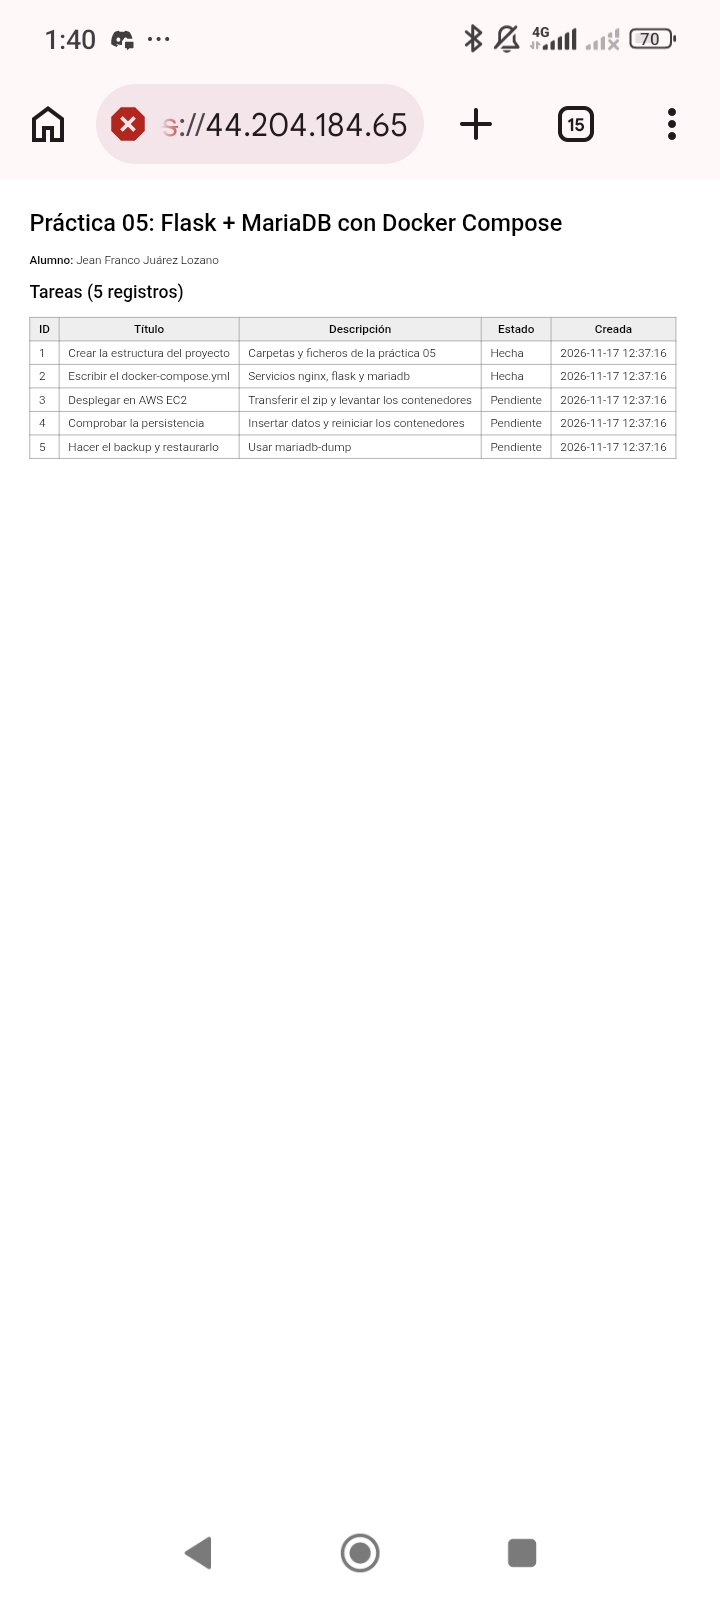 1:40
4G
70
s://44.204.184.65
15
Práctica 05: Flask + MariaDB con Docker Compose
Alumno: Jean Franco Juárez Lozano
Tareas (5 registros)
ID Título Descripción Estado Creada
1 Crear la estructura del proyecto Carpetas y ficheros de la práctica 05 Hecha 2026-11-17 12:37:16
2 Escribir el docker-compose.yml Servicios nginx, flask y mariadb Hecha 2026-11-17 12:37:16
3 Desplegar en AWS EC2 Transferir el zip y levantar los contenedores Pendiente 2026-11-17 12:37:16
4 Comprobar la persistencia Insertar datos y reiniciar los contenedores Pendiente 2026-11-17 12:37:16
5 Hacer el backup y restaurarlo Usar mariadb-dump Pendiente 2026-11-17 12:37:16